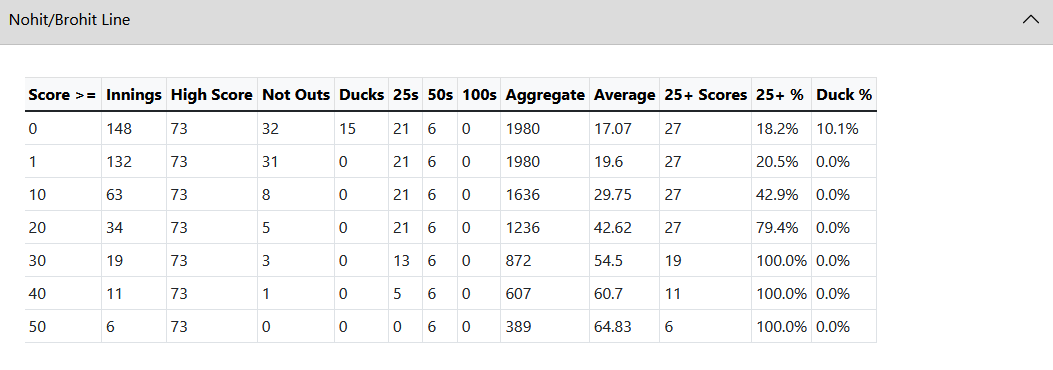 Nohit/Brohit Line
Score >= Innings High Score Not Outs Ducks 25s 50s 100s Aggregate Average 25+ Scores 25+ % Duck %
0 148 73 32 15 21 6 0 1980 17.07 27 18.2% 10.1%
1 132 73 31 0 21 6 0 1980 19.6 27 20.5% 0.0%
10 63 73 8 0 21 6 0 1636 29.75 27 42.9% 0.0%
20 34 73 5 0 21 6 0 1236 42.62 27 79.4% 0.0%
30 19 73 3 0 13 6 0 872 54.5 19 100.0% 0.0%
40 11 73 1 0 5 6 0 607 60.7 11 100.0% 0.0%
50 6 73 0 0 0 6 0 389 64.83 6 100.0% 0.0%